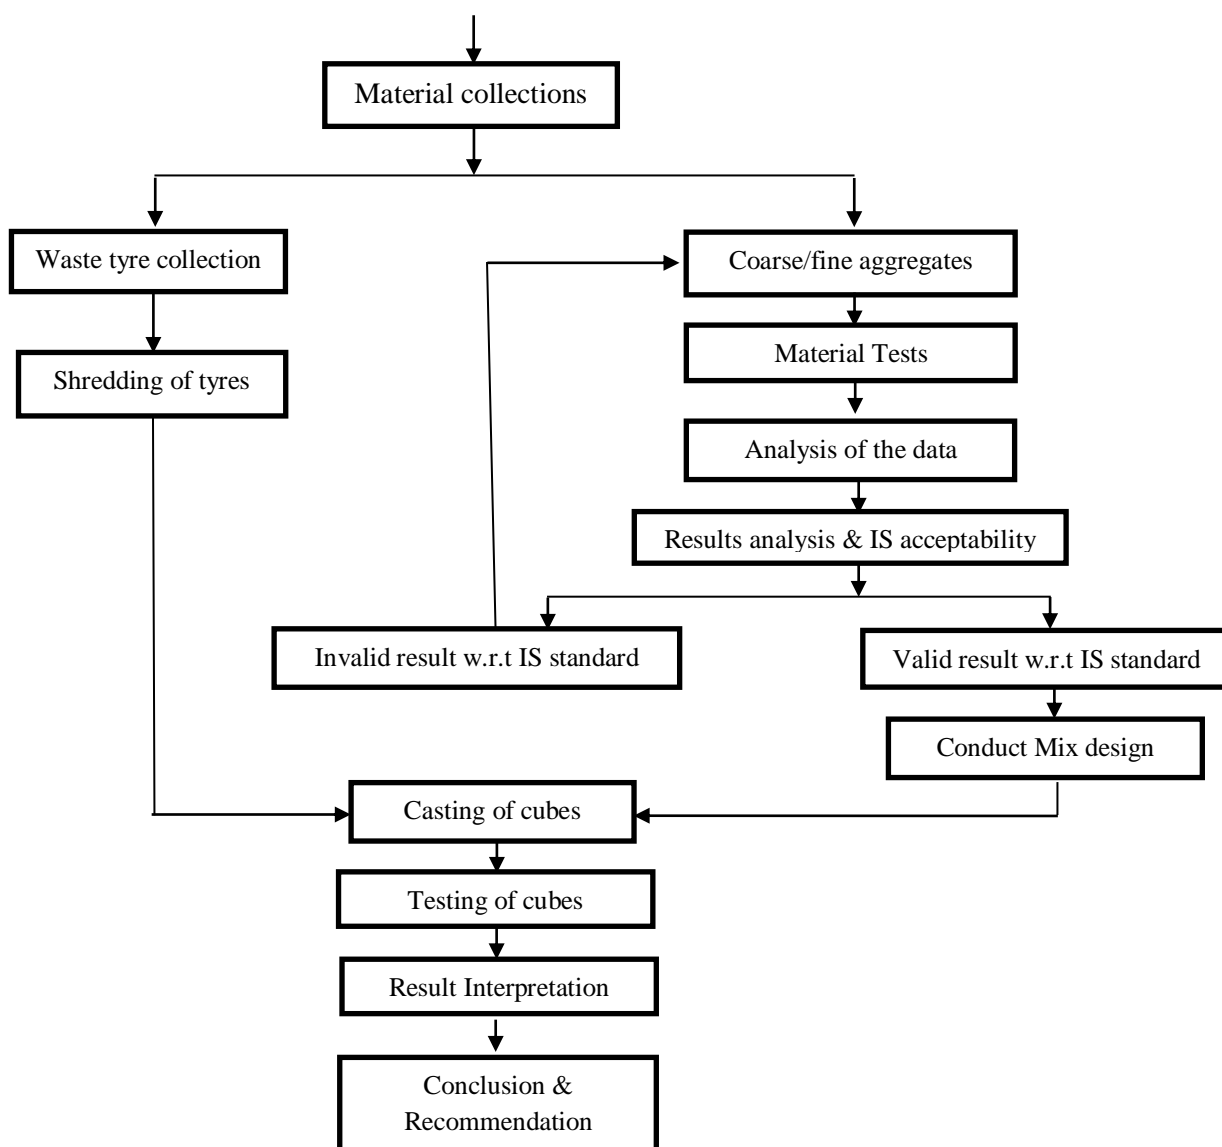 Material collections
Waste tyre collection
Coarse/fine aggregates
Shredding of tyres
Material Tests
Analysis of the data
Results analysis & IS acceptability
Invalid result w.r.t IS standard
Valid result w.r.t IS standard
Conduct Mix design
Casting of cubes
Testing of cubes
Result Interpretation
Conclusion &
Recommendation